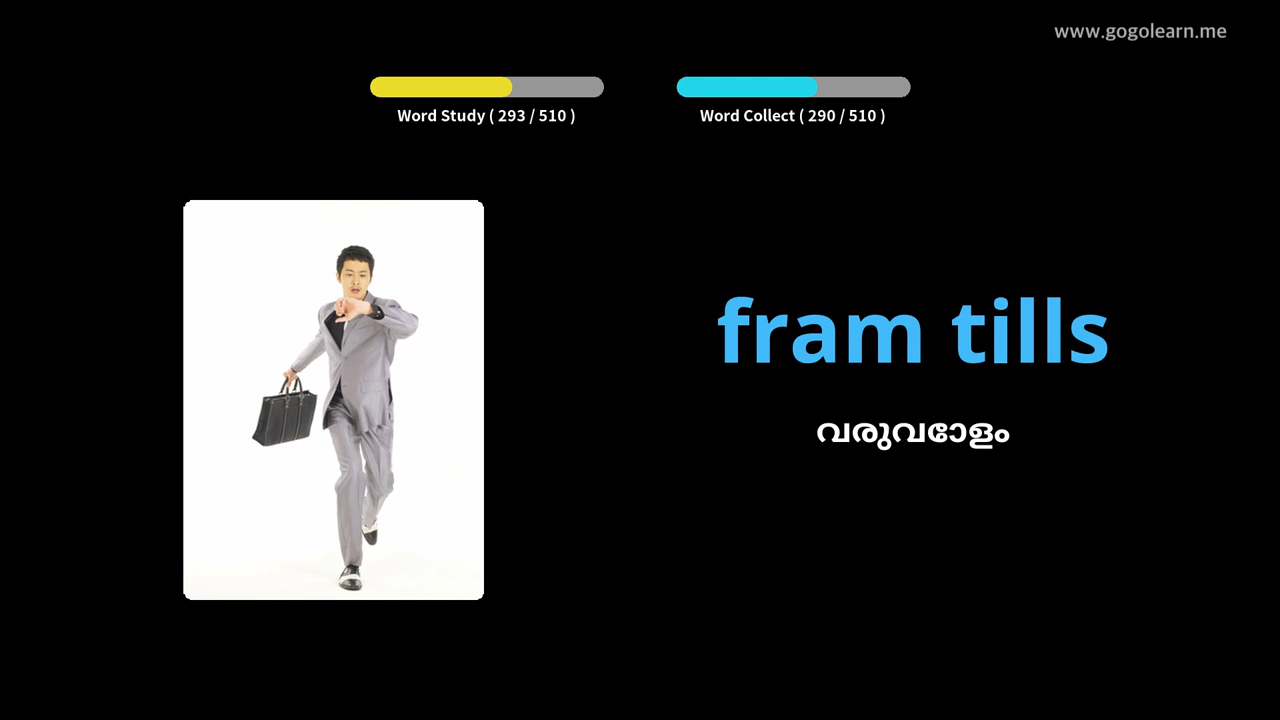 www.gogolearn.me
Word Study ( 293 / 510 )
Word Collect ( 290 / 510 )
fram tills
വരുവോളം